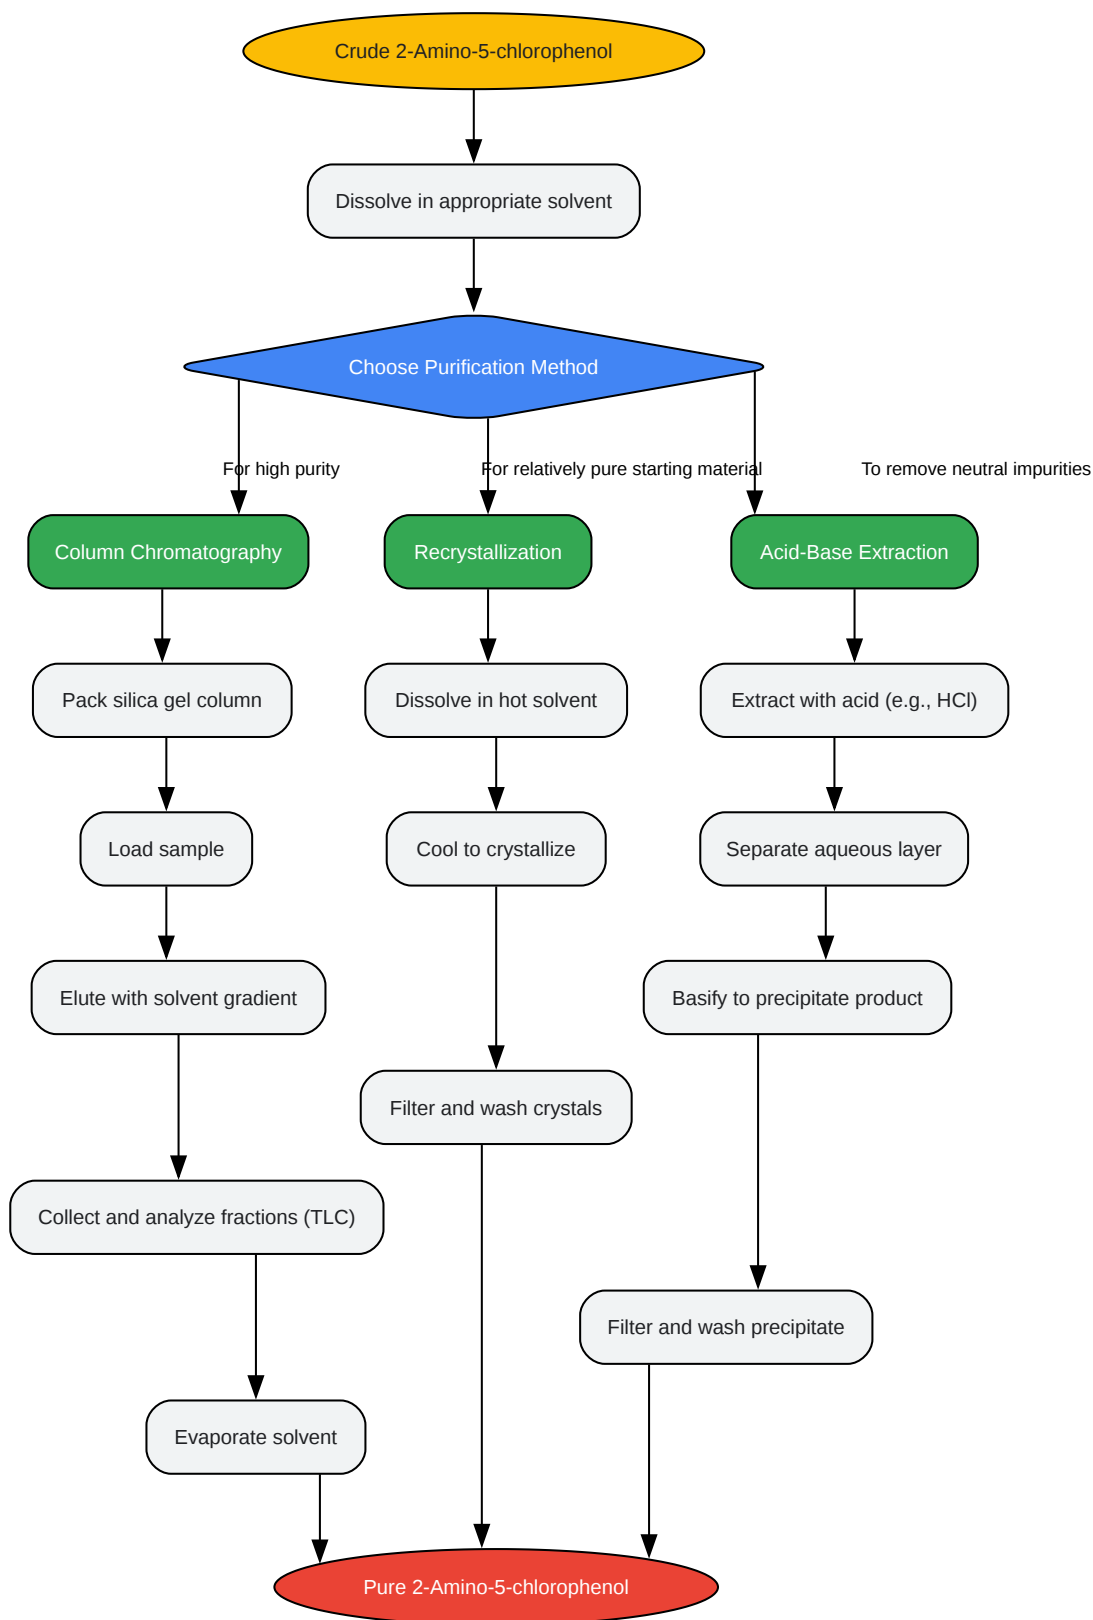 Crude 2-Amino-5-chlorophenol
Dissolve in appropriate solvent
Choose Purification Method
For high purity
For relatively pure starting material
To remove neutral impurities
Column Chromatography
Recrystallization
Acid-Base Extraction
Pack silica gel column
Dissolve in hot solvent
Extract with acid (e.g., HCl)
Load sample
Cool to crystallize
Separate aqueous layer
Elute with solvent gradient
Basify to precipitate product
Filter and wash crystals
Collect and analyze fractions (TLC)
Filter and wash precipitate
Evaporate solvent
Pure 2-Amino-5-chlorophenol